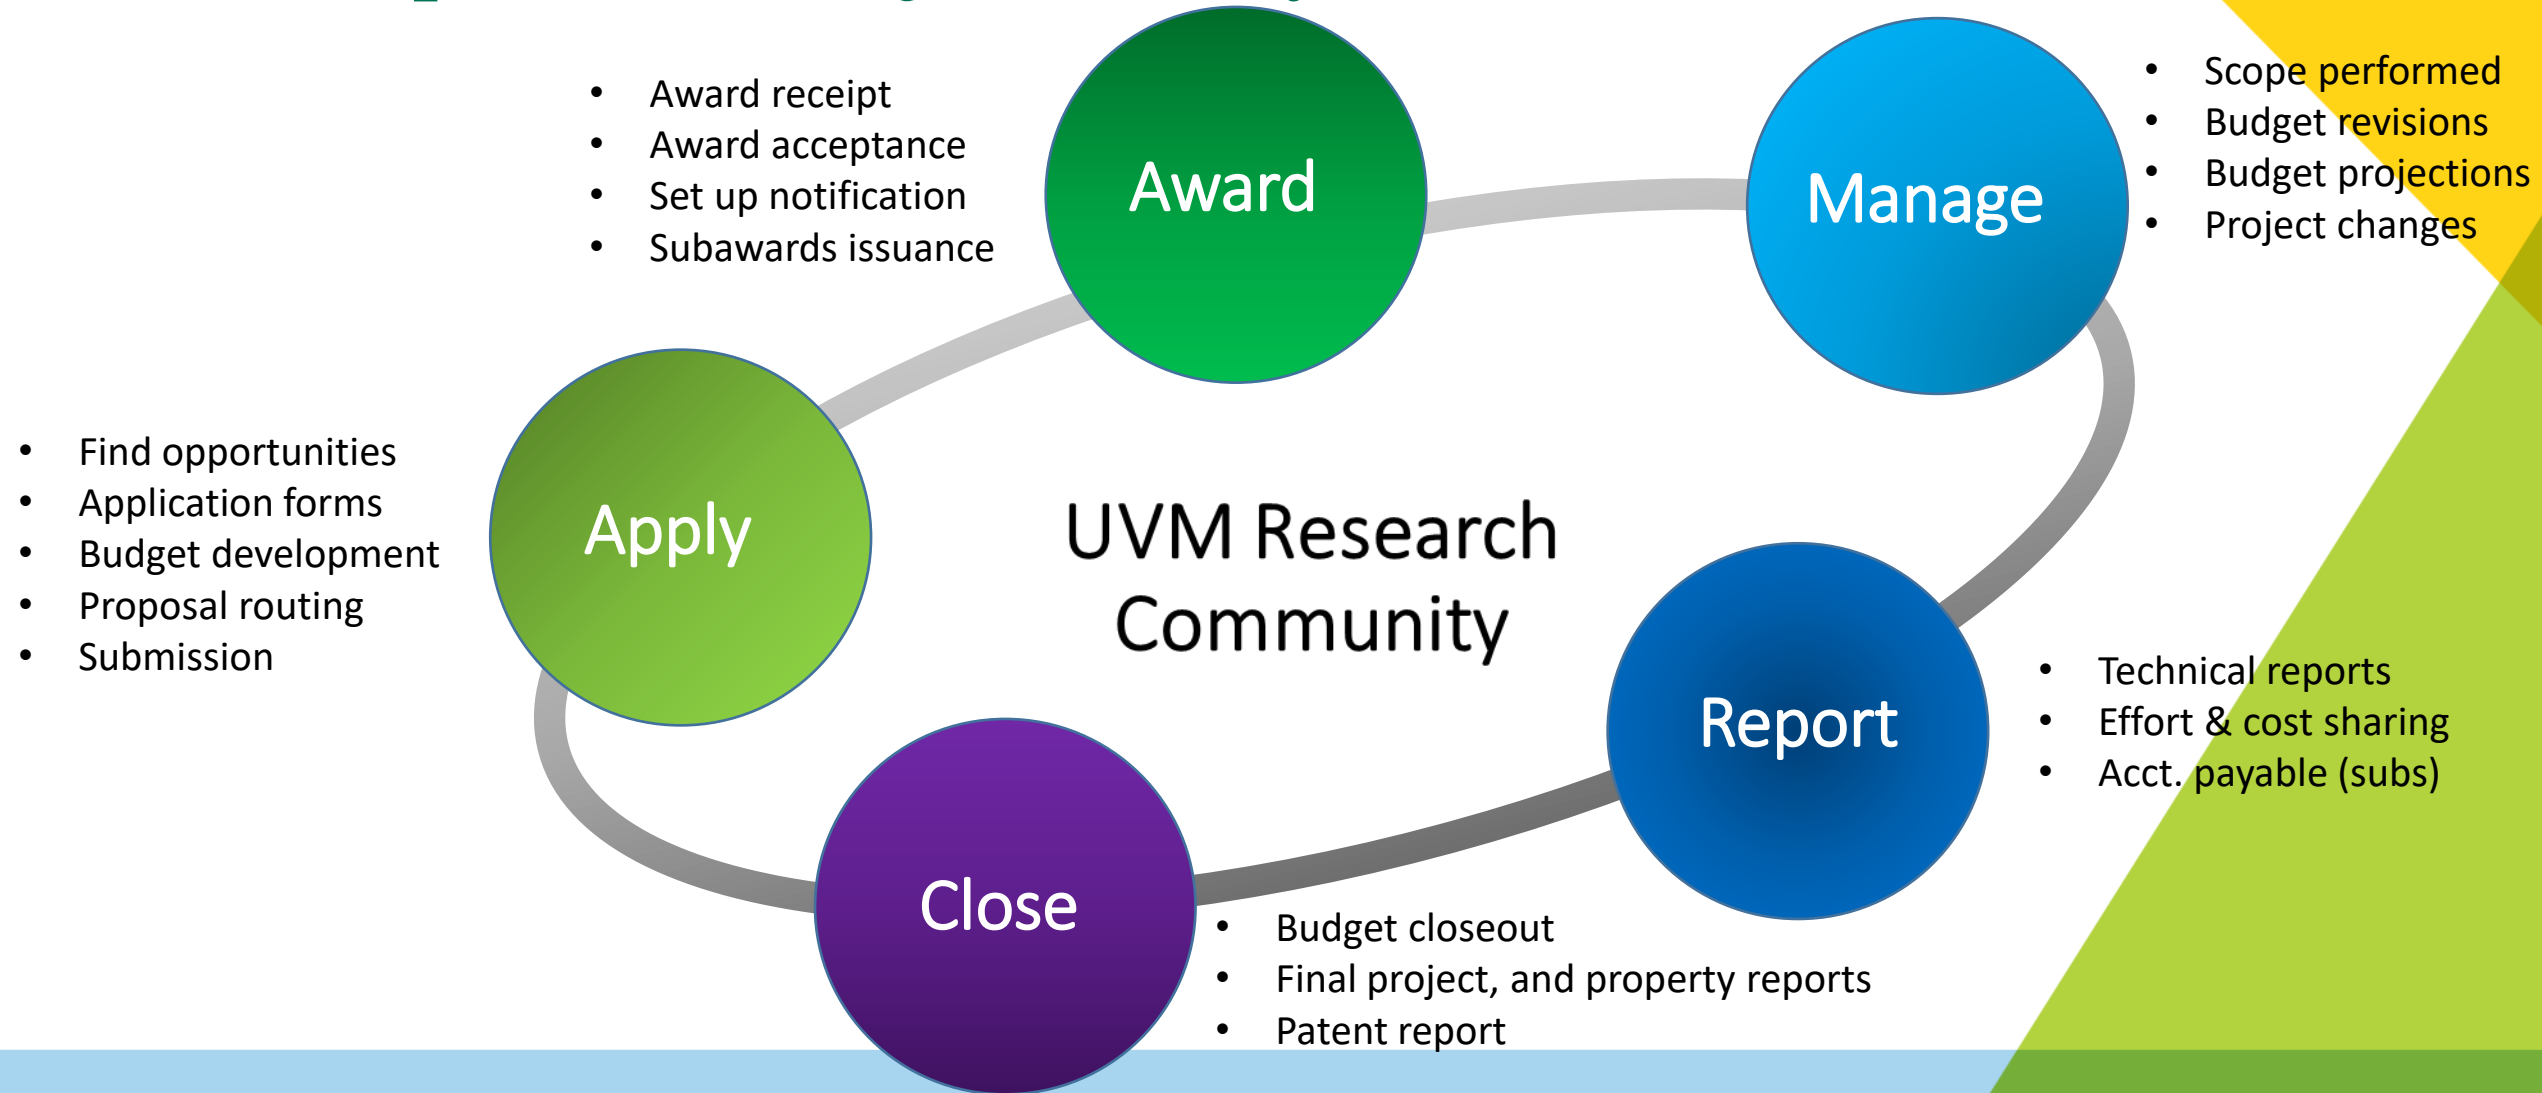 • Award receipt
• Award acceptance
• Set up notification
• Subawards issuance
Award
Manage
• Scope performed
• Budget revisions
• Budget projections
• Project changes
• Find opportunities
• Application forms
• Budget development
• Proposal routing
• Submission
Apply
UVM Research
Community
Report
• Technical reports
• Effort & cost sharing
• Acct. payable (subs)
Close
• Budget closeout
• Final project, and property reports
• Patent report